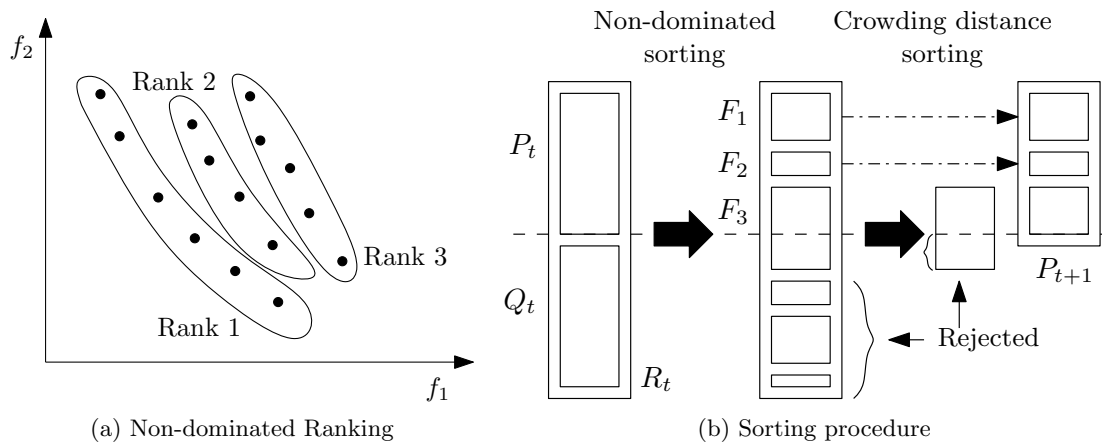 f₂
Rank 2
Rank 3
Rank 1
f₁
(a) Non-dominated Ranking
Non-dominated
sorting
Crowding distance
sorting
Pₜ
Qₜ
Rₜ
F₁
F₂
F₃
Pₜ₊₁
Rejected
(b) Sorting procedure